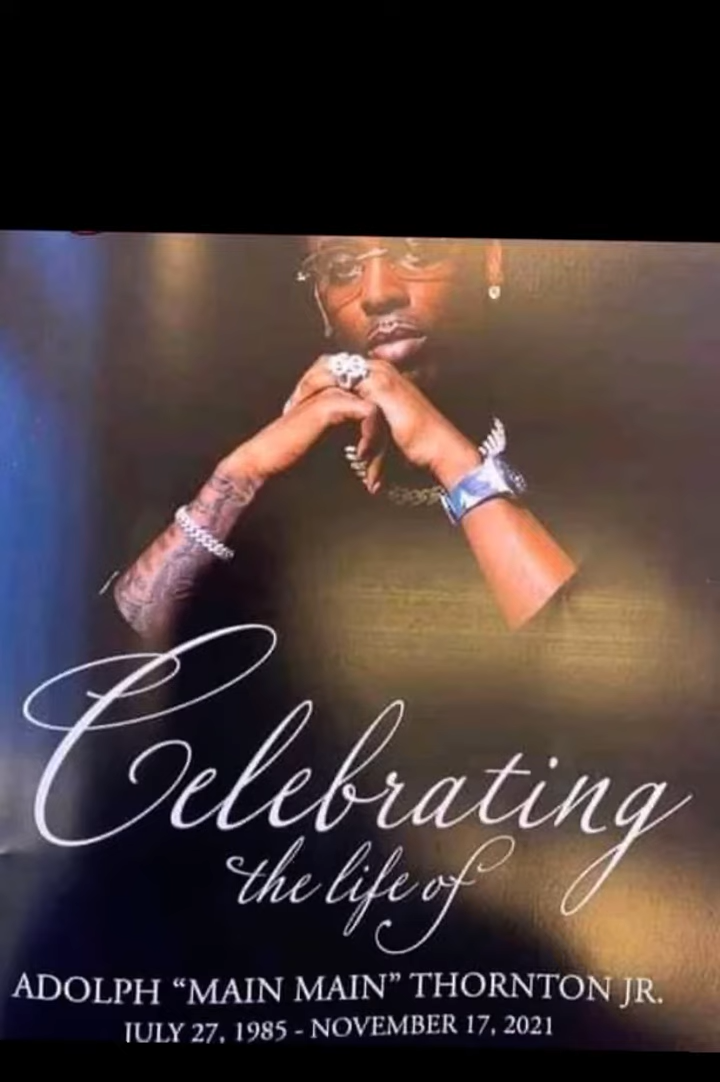 Celebrating
the life of
ADOLPH “MAIN MAIN” THORNTON JR.
JULY 27, 1985 - NOVEMBER 17, 2021